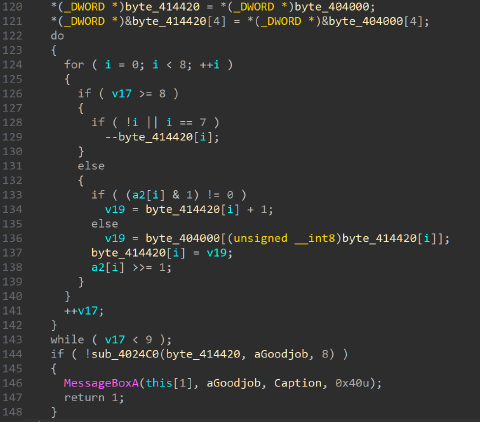 120 *(_DWORD *)byte_414420 = *(_DWORD *)byte_404000;
121 *(_DWORD *)&byte_414420[4] = *(_DWORD *)&byte_404000[4];
122 do
123 {
124 for ( i = 0; i < 8; ++i )
125 {
126 if ( v17 >= 8 )
127 {
128 if ( !i || i == 7 )
129 --byte_414420[i];
130 }
131 else
132 {
133 if ( (a2[i] & 1) != 0 )
134 v19 = byte_414420[i] + 1;
135 else
136 v19 = byte_404000[(unsigned __int8)byte_414420[i]];
137 byte_414420[i] = v19;
138 a2[i] >>= 1;
139 }
140 }
141 ++v17;
142 }
143 while ( v17 < 9 );
144 if ( !sub_4024C0(byte_414420, aGoodjob, 8) )
145 {
146 MessageBoxA(this[1], aGoodjob, Caption, 0x40u);
147 return 1;
148 }